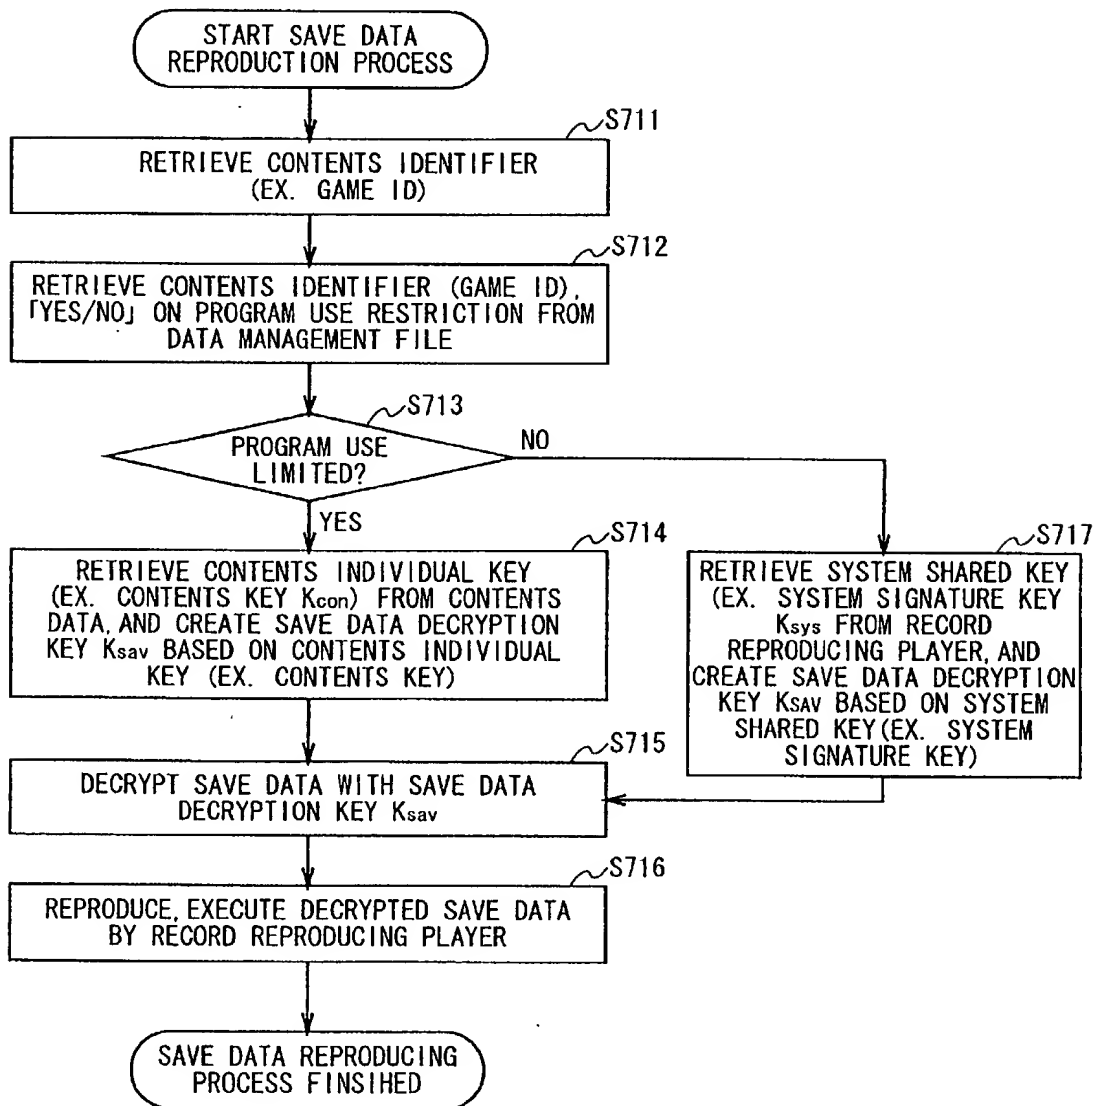 START SAVE DATA
REPRODUCTION PROCESS
S711
RETRIEVE CONTENTS IDENTIFIER
(EX. GAME ID)
S712
RETRIEVE CONTENTS IDENTIFIER (GAME ID),
「YES/NO」 ON PROGRAM USE RESTRICTION FROM
DATA MANAGEMENT FILE
S713
PROGRAM USE
LIMITED?
NO
YES
S714
RETRIEVE CONTENTS INDIVIDUAL KEY
(EX. CONTENTS KEY Kcon) FROM CONTENTS
DATA, AND CREATE SAVE DATA DECRYPTION
KEY Ksav BASED ON CONTENTS INDIVIDUAL
KEY (EX. CONTENTS KEY)
S717
RETRIEVE SYSTEM SHARED KEY
(EX. SYSTEM SIGNATURE KEY
Ksys FROM RECORD
REPRODUCING PLAYER, AND
CREATE SAVE DATA DECRYPTION
KEY KSAV BASED ON SYSTEM
SHARED KEY(EX. SYSTEM
SIGNATURE KEY)
S715
DECRYPT SAVE DATA WITH SAVE DATA
DECRYPTION KEY Ksav
S716
REPRODUCE, EXECUTE DECRYPTED SAVE DATA
BY RECORD REPRODUCING PLAYER
SAVE DATA REPRODUCING
PROCESS FINSIHED